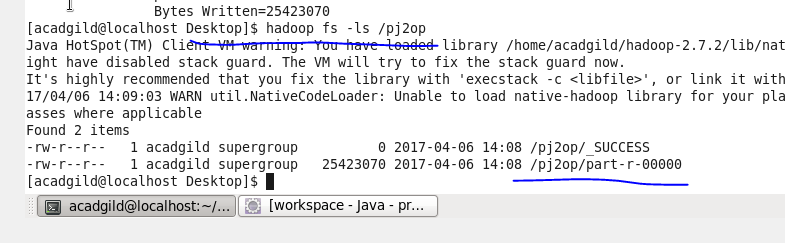 Bytes Written=25423070
[acadgild@localhost Desktop]$ hadoop fs -ls /pj2op
Java HotSpot(TM) Client VM warning: You have loaded library /home/acadgild/hadoop-2.7.2/lib/nat
ight have disabled stack guard. The VM will try to fix the stack guard now.
It's highly recommended that you fix the library with 'execstack -c <libfile>', or link it with
17/04/06 14:09:03 WARN util.NativeCodeLoader: Unable to load native-hadoop library for your pla
asses where applicable
Found 2 items
-rw-r--r--   1 acadgild supergroup          0 2017-04-06 14:08 /pj2op/_SUCCESS
-rw-r--r--   1 acadgild supergroup   25423070 2017-04-06 14:08 /pj2op/part-r-00000
[acadgild@localhost Desktop]$
acadgild@localhost:~/... [workspace - Java - pr...